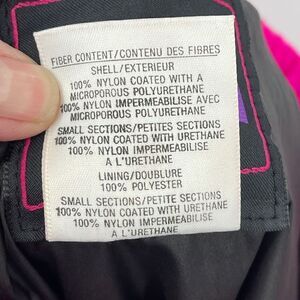 FIBER CONTENT/CONTENU DES FIBRES
SHELL/EXTERIEUR
100% NYLON COATED WITH A
MICROPOROUS POLYURETHANE
100% NYLON IMPERMEABILISE AVEC
MICROPOROUS POLYURETHANE
SMALL SECTIONS/PETITES SECTIONS
100% NYLON COATED WITH URETHANE
100% NYLON IMPERMEABILISE
A L'URETHANE
LINING/DOUBLURE
100% POLYESTER
SMALL SECTIONS/PETITE SECTIONS
100% NYLON COATED WITH URETHANE
100% NYLON IMPERMEABILISE
A L'URETHANE